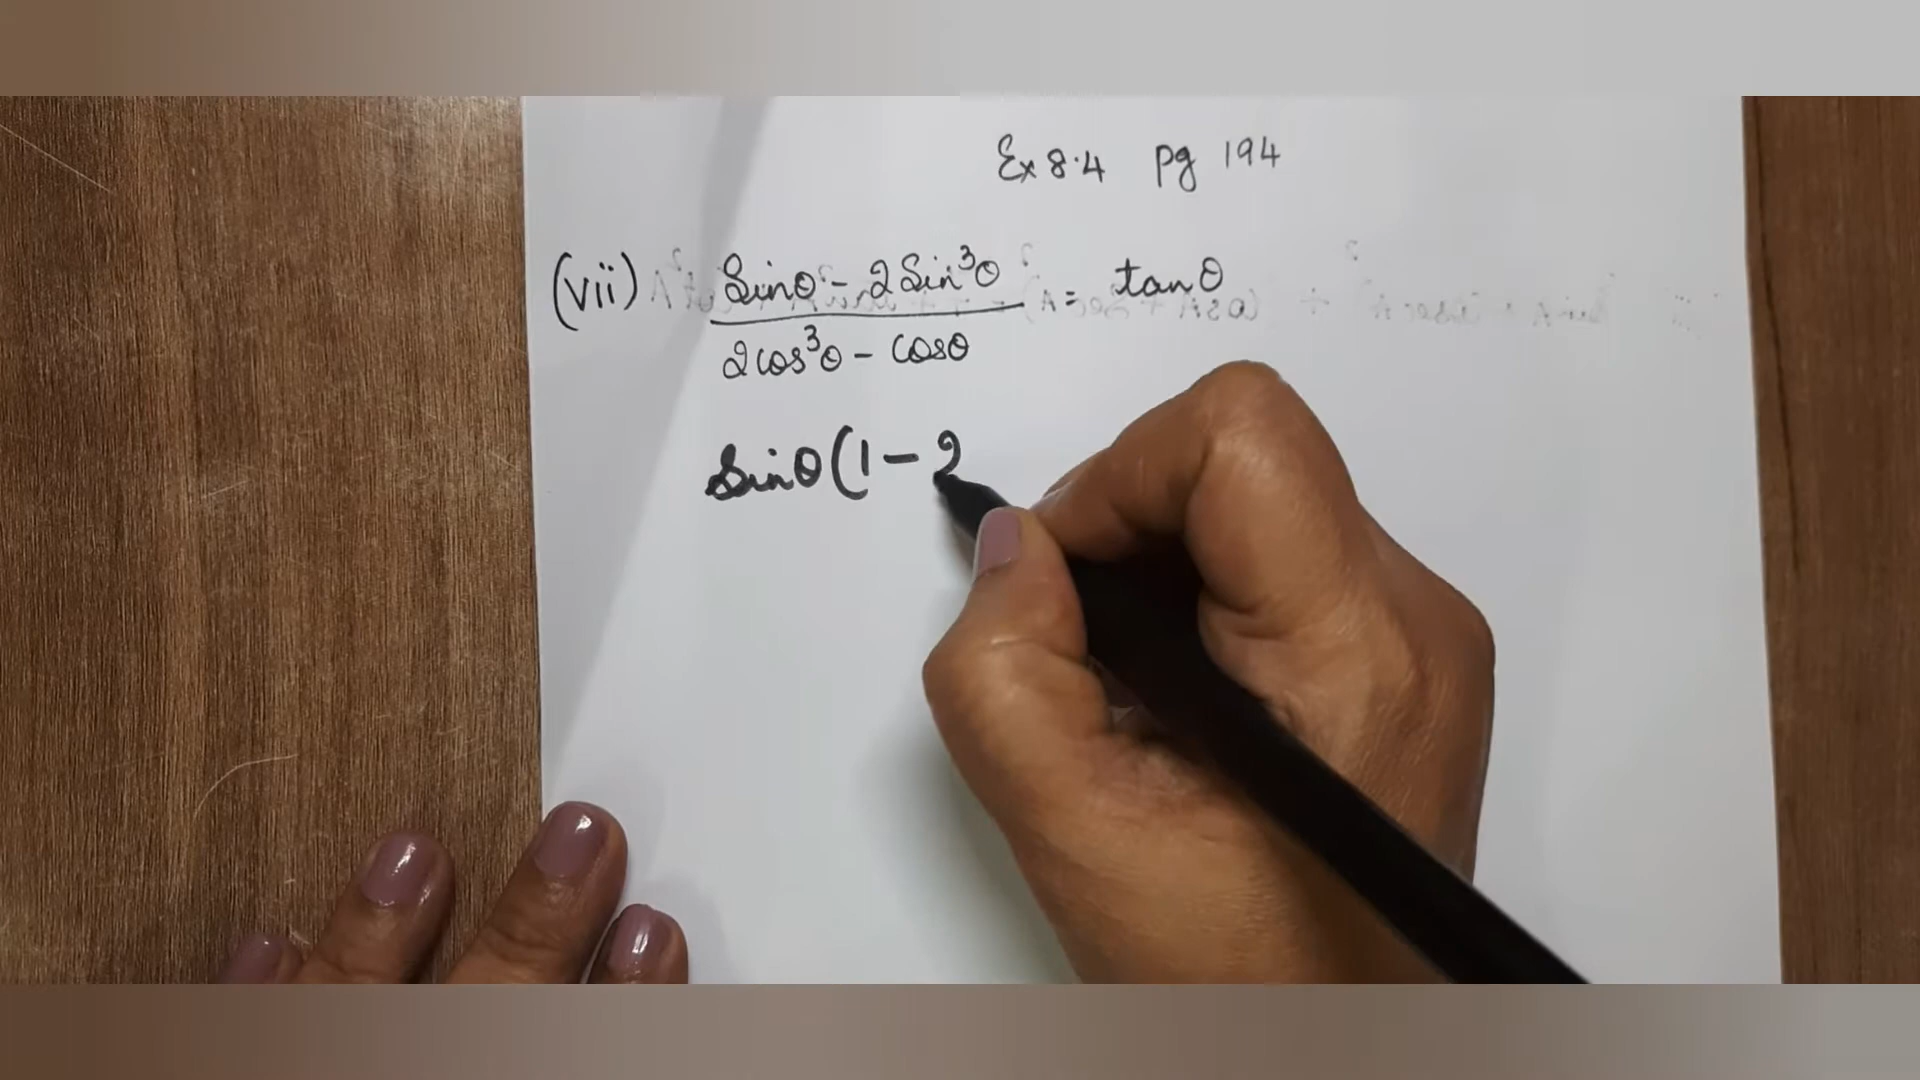 Ex 8.4 pg 194
(vii) Sinθ - 2Sin³θ = tanθ
2cos³θ - cosθ
Sinθ(1 - 2